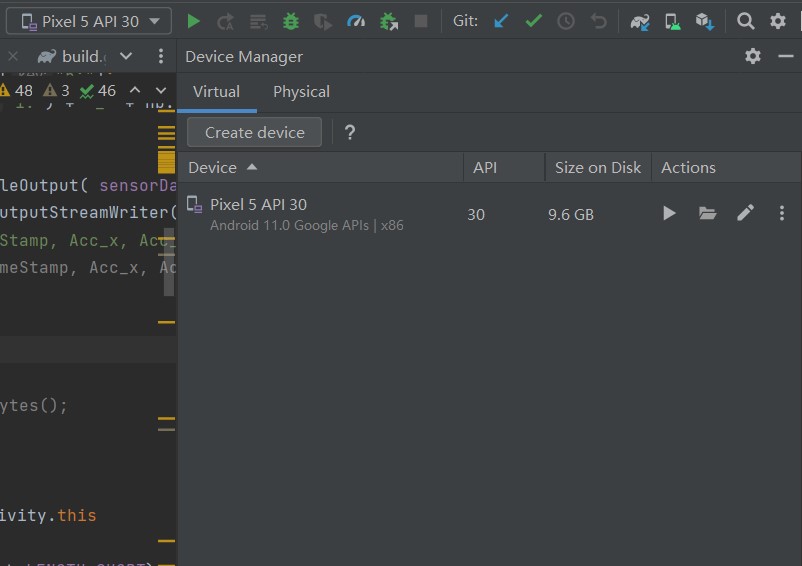 Pixel 5 API 30
Git:
build.
Device Manager
48 3 46
Virtual Physical
Create device ?
Device API Size on Disk Actions
leOutput( sensorDa
utputStreamWriter(
Stamp, Acc_x, Acc_
meStamp, Acc_x, Ac
Pixel 5 API 30
Android 11.0 Google APIs | x86
30 9.6 GB
ytes();
ivity.this